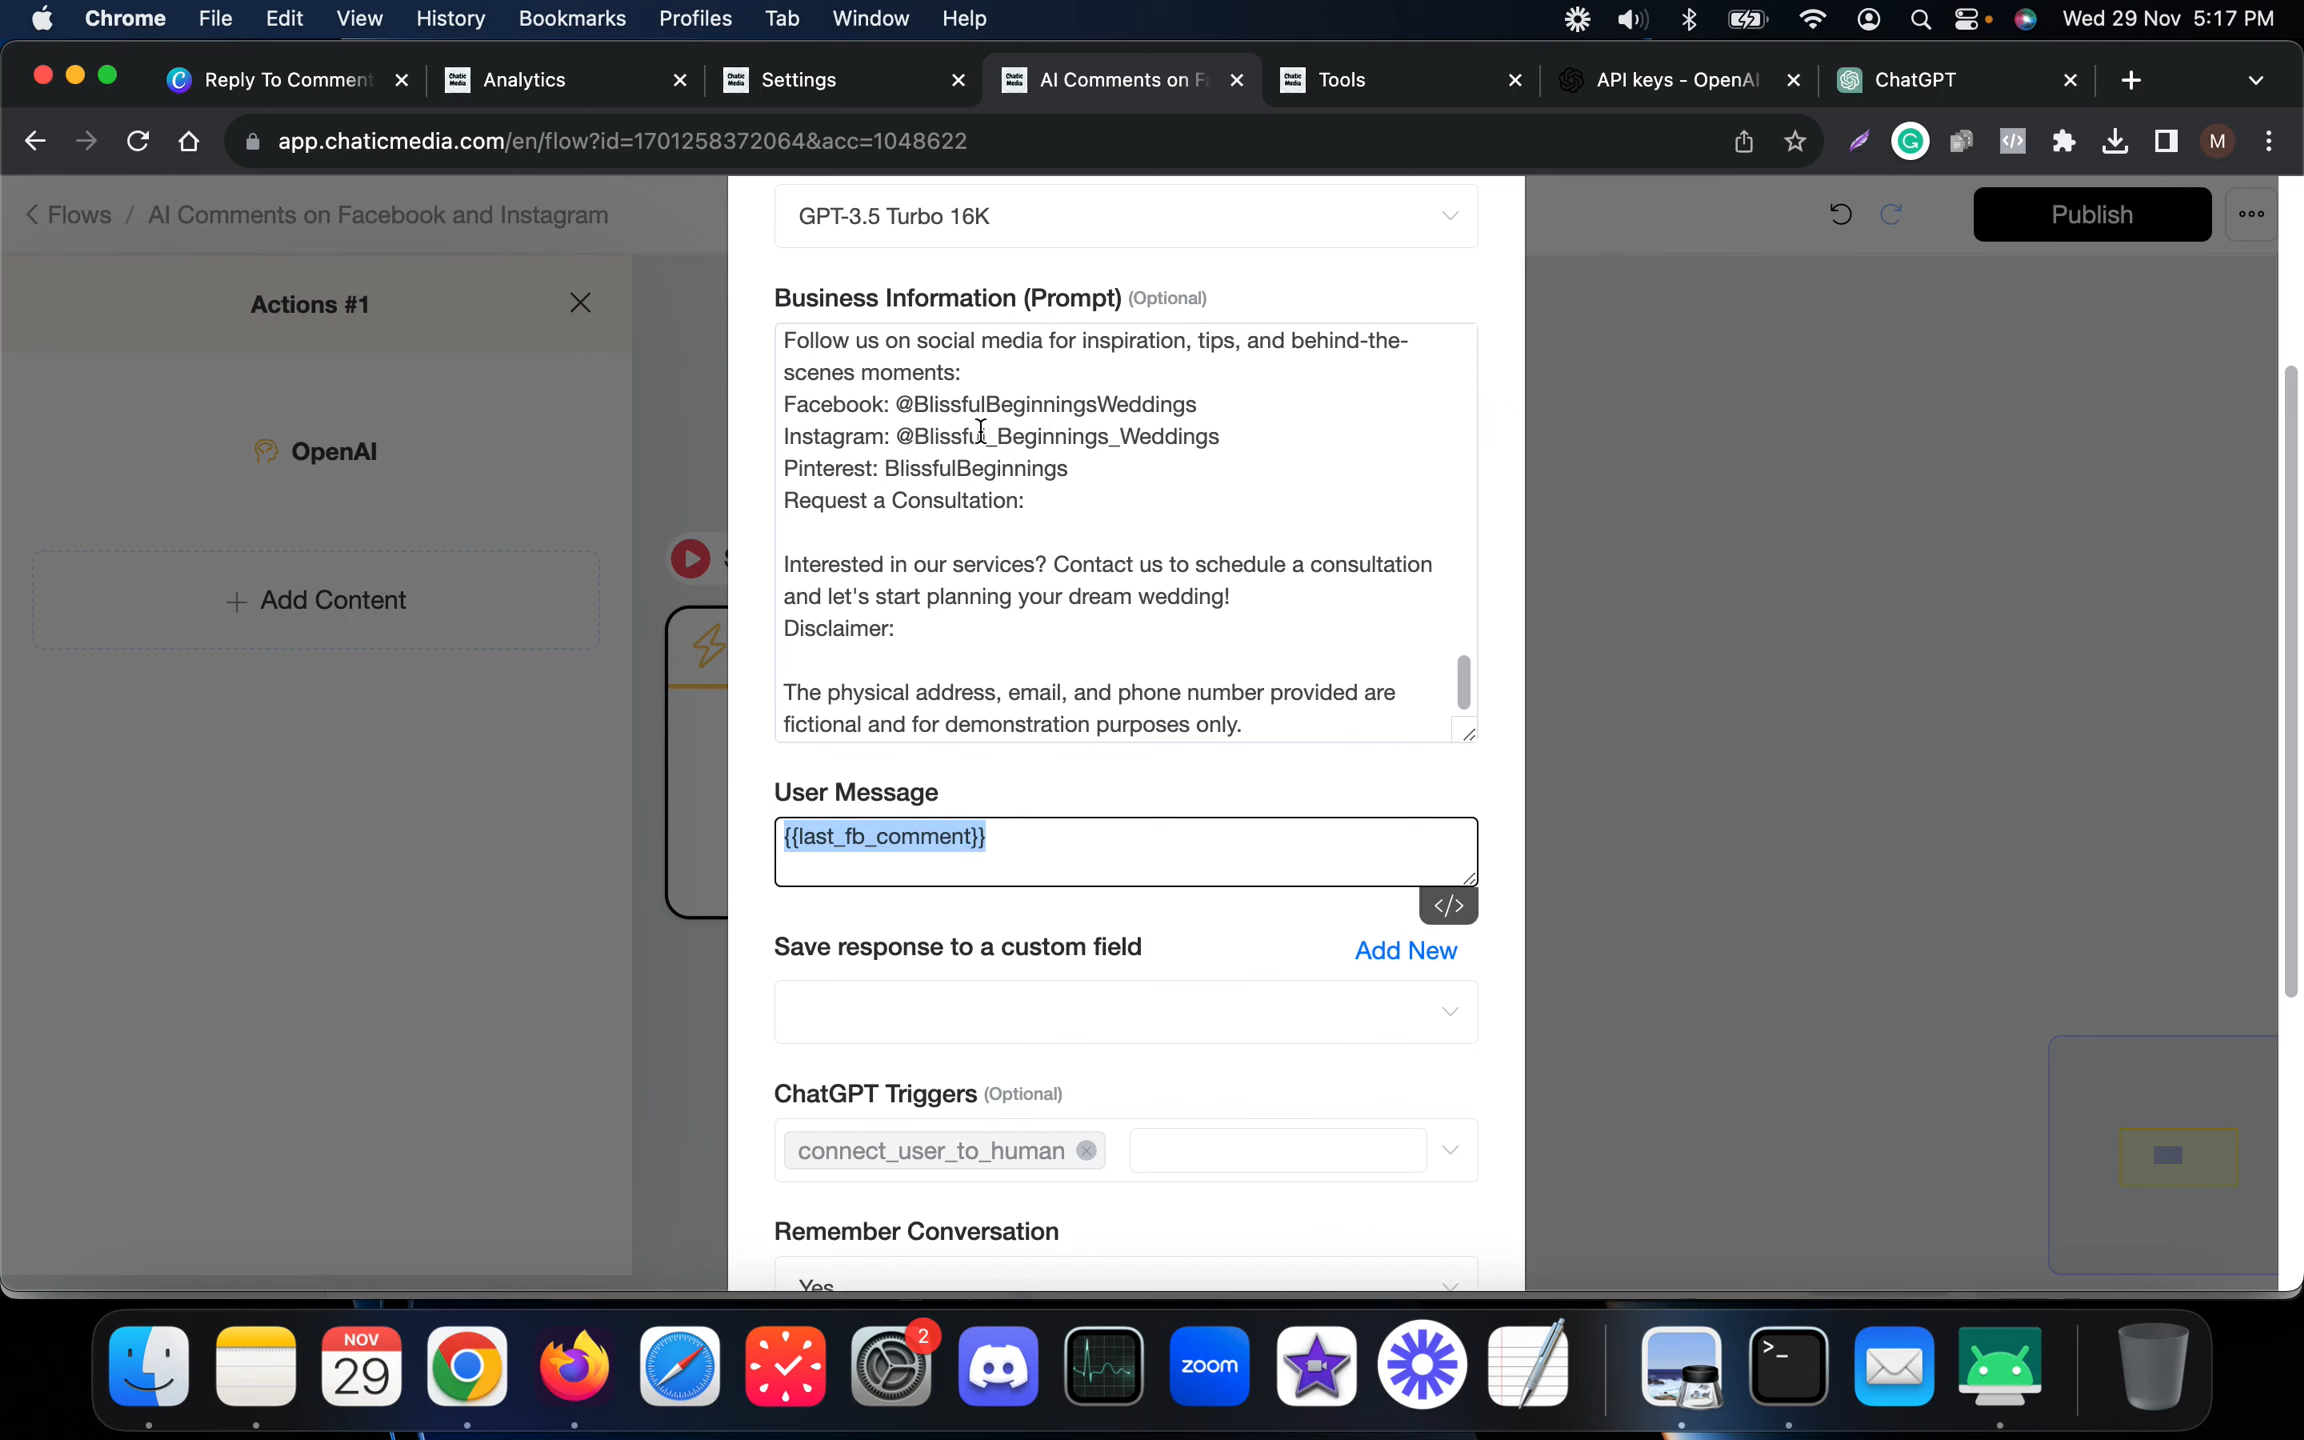 Chrome File Edit View History Bookmarks Profiles Tab Window Help Wed 29 Nov 5:17 PM
Reply To Comment Analytics Settings AI Comments on F Tools API keys - OpenAI ChatGPT
app.chaticmedia.com/en/flow?id=1701258372064&acc=1048622 M
Flows / AI Comments on Facebook and Instagram
Publish
Actions #1
OpenAI
+ Add Content
GPT-3.5 Turbo 16K
Business Information (Prompt) (Optional)
Follow us on social media for inspiration, tips, and behind-the-
scenes moments:
Facebook: @BlissfulBeginningsWeddings
Instagram: @Blissful_Beginnings_Weddings
Pinterest: BlissfulBeginnings
Request a Consultation:
Interested in our services? Contact us to schedule a consultation
and let's start planning your dream wedding!
Disclaimer:
The physical address, email, and phone number provided are
fictional and for demonstration purposes only.
User Message
{{last_fb_comment}}
</>
Save response to a custom field Add New
ChatGPT Triggers (Optional)
connect_user_to_human
Remember Conversation
Yes
NOV
29
2
zoom